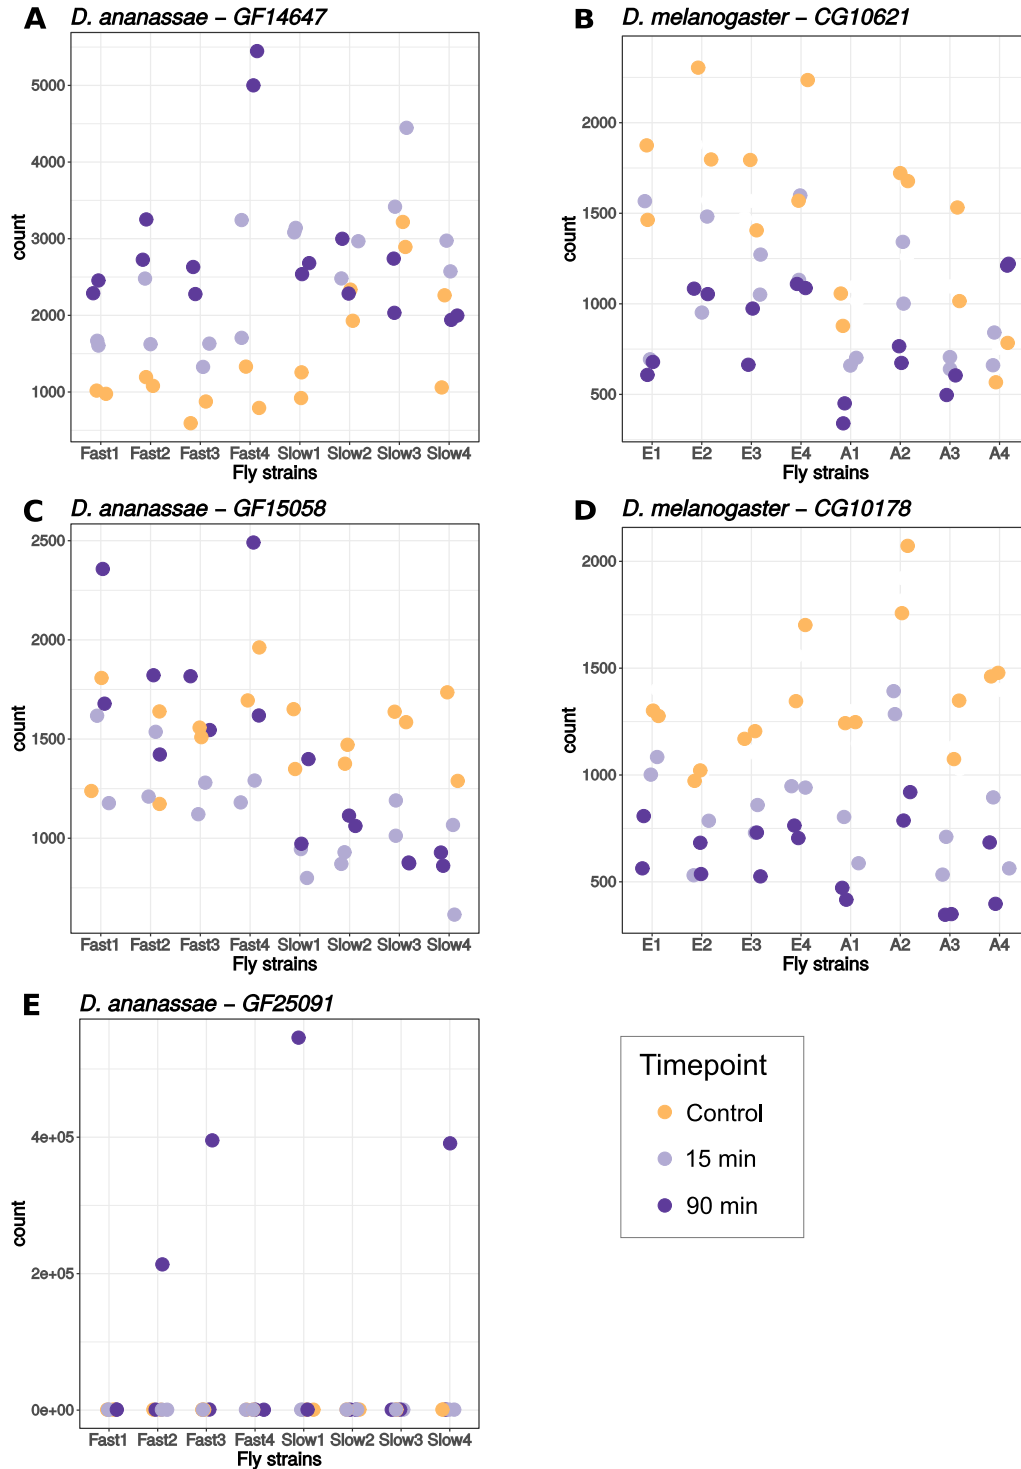 A D. ananassae – GF14647
5000
4000
3000
2000
1000
count
Fast1 Fast2 Fast3 Fast4 Slow1 Slow2 Slow3 Slow4
Fly strains
B D. melanogaster – CG10621
2000
1500
1000
500
count
E1 E2 E3 E4 A1 A2 A3 A4
Fly strains
C D. ananassae – GF15058
2500
2000
1500
1000
count
Fast1 Fast2 Fast3 Fast4 Slow1 Slow2 Slow3 Slow4
Fly strains
D D. melanogaster – CG10178
2000
1500
1000
500
count
E1 E2 E3 E4 A1 A2 A3 A4
Fly strains
E D. ananassae – GF25091
4e+05
2e+05
0e+00
count
Fast1 Fast2 Fast3 Fast4 Slow1 Slow2 Slow3 Slow4
Fly strains
Timepoint
Control
15 min
90 min